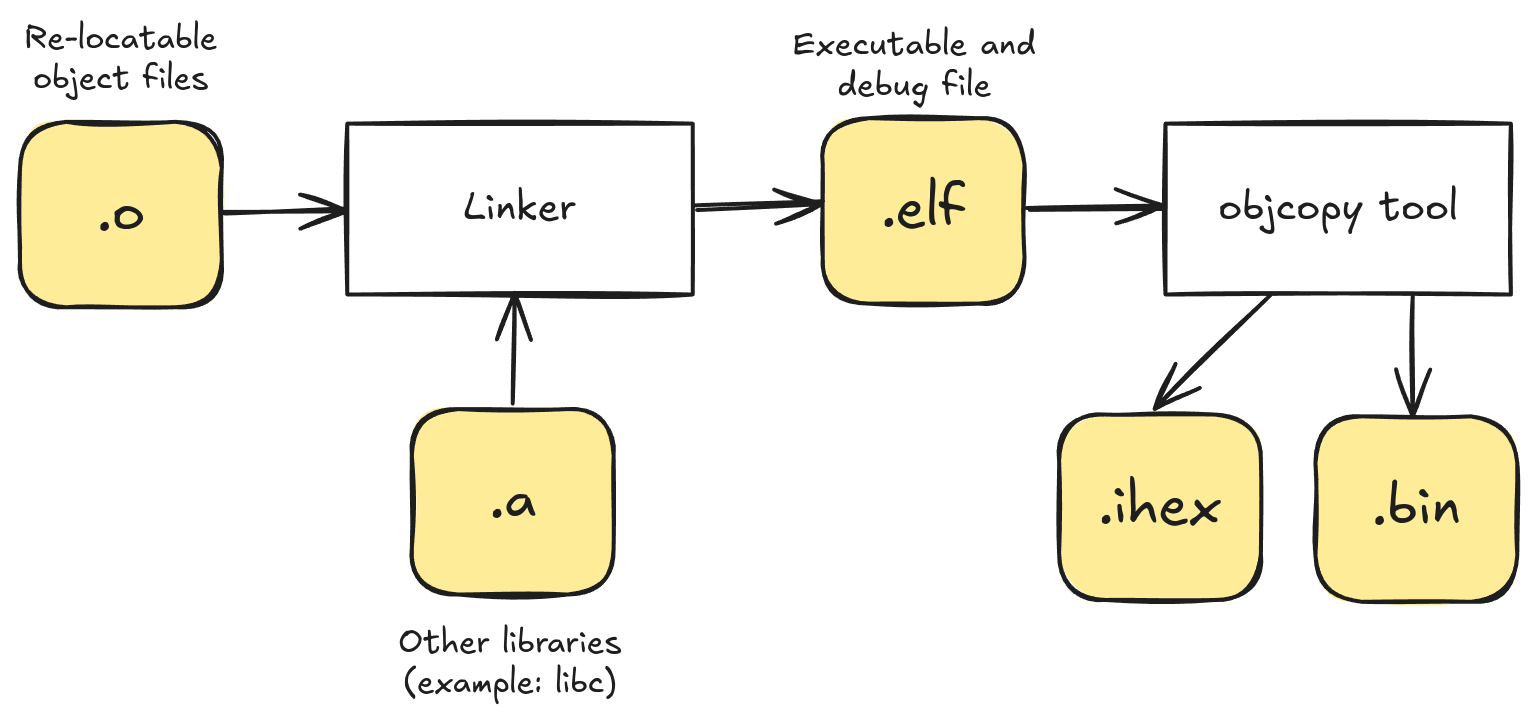 Re-locatable
object files
Executable and
debug file
.o
Linker
.elf
objcopy tool
.a
.ihex
.bin
Other libraries
(example: libc)